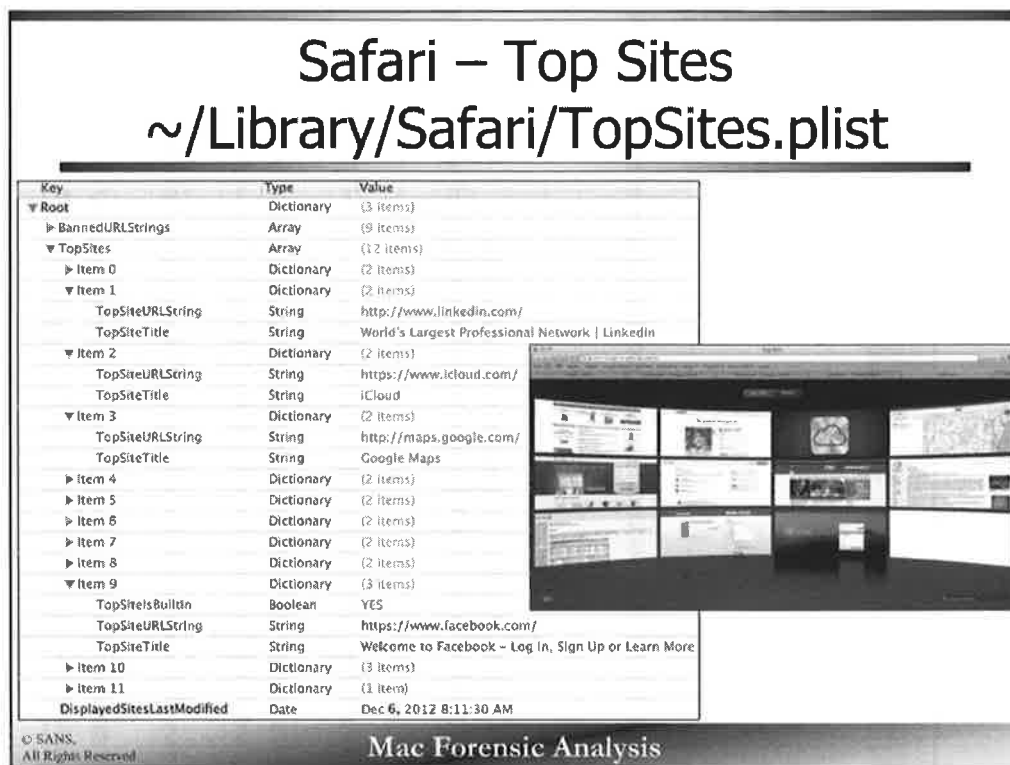 Safari – Top Sites
~/Library/Safari/TopSites.plist
Key Type Value
Root Dictionary (3 items)
BannedURLStrings Array (9 items)
TopSites Array (12 items)
Item 0 Dictionary (2 items)
Item 1 Dictionary (2 items)
TopSiteURLString String http://www.linkedin.com/
TopSiteTitle String World's Largest Professional Network | LinkedIn
Item 2 Dictionary (2 items)
TopSiteURLString String https://www.icloud.com/
TopSiteTitle String iCloud
Item 3 Dictionary (2 items)
TopSiteURLString String http://maps.google.com/
TopSiteTitle String Google Maps
Item 4 Dictionary (2 items)
Item 5 Dictionary (2 items)
Item 6 Dictionary (2 items)
Item 7 Dictionary (2 items)
Item 8 Dictionary (2 items)
Item 9 Dictionary (3 items)
TopSiteIsBuiltIn Boolean YES
TopSiteURLString String https://www.facebook.com/
TopSiteTitle String Welcome to Facebook – Log In, Sign Up or Learn More
Item 10 Dictionary (3 items)
Item 11 Dictionary (1 item)
DisplayedSitesLastModified Date Dec 6, 2012 8:11:30 AM
© SANS,
All Rights Reserved
Mac Forensic Analysis